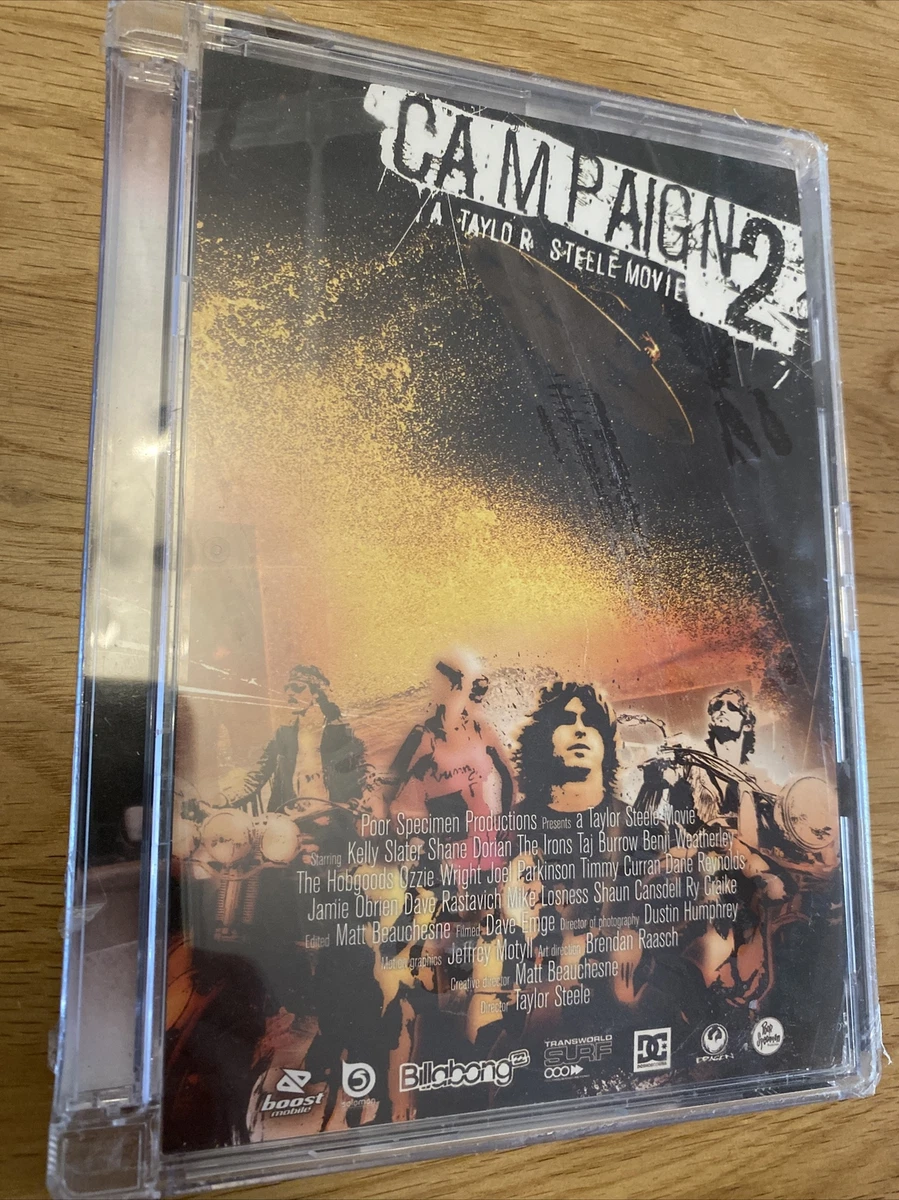 CAMPAIGN 2
A TAYLOR STEELE MOVIE
Poor Specimen Productions Presents a Taylor Steele Movie
Starring Kelly Slater Shane Dorian The Irons Taj Burrow Benji Weatherley
The Hobgoods Ozzie Wright Joel Parkinson Timmy Curran Dane Reynolds
Jamie Obrien Dave Rastavich Mike Losness Shaun Cansdell Ry Craike
Edited Matt Beauchesne Filmed Dave Enge Director of photography Dustin Humphrey
Motion graphics Jeffrey Motyll Art direction Brendan Raasch
Creative director Matt Beauchesne
Director Taylor Steele
boost mobile
Billabong
TRANSWORLD SURF
DC
DRAGON